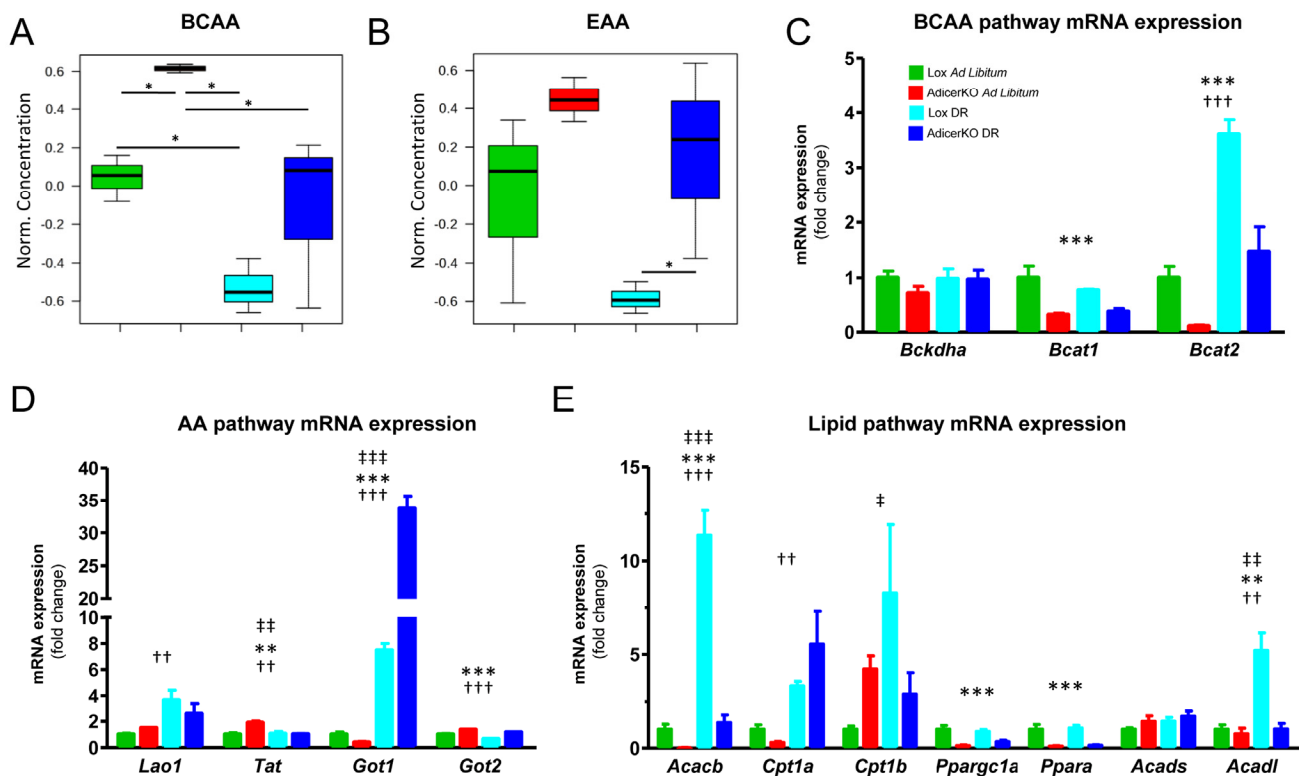 A
BCAA
Norm. Concentration
0.6
0.4
0.2
0.0
-0.2
-0.4
-0.6
*
*
*
*
B
EAA
Norm. Concentration
0.6
0.4
0.2
0.0
-0.2
-0.4
-0.6
*
C
BCAA pathway mRNA expression
mRNA expression
(fold change)
5
4
3
2
1
0
Lox Ad Libitum
AdicerKO Ad Libitum
Lox DR
AdicerKO DR
***
***
†††
Bckdha
Bcat1
Bcat2
D
AA pathway mRNA expression
mRNA expression
(fold change)
40
35
30
25
20
8
6
4
2
0
††
‡‡
**
††
‡‡‡
***
†††
***
†††
Lao1
Tat
Got1
Got2
E
Lipid pathway mRNA expression
mRNA expression
(fold change)
15
10
5
0
‡‡‡
***
†††
††
‡
***
***
‡‡
**
††
Acacb
Cpt1a
Cpt1b
Ppargc1a
Ppara
Acads
Acadl